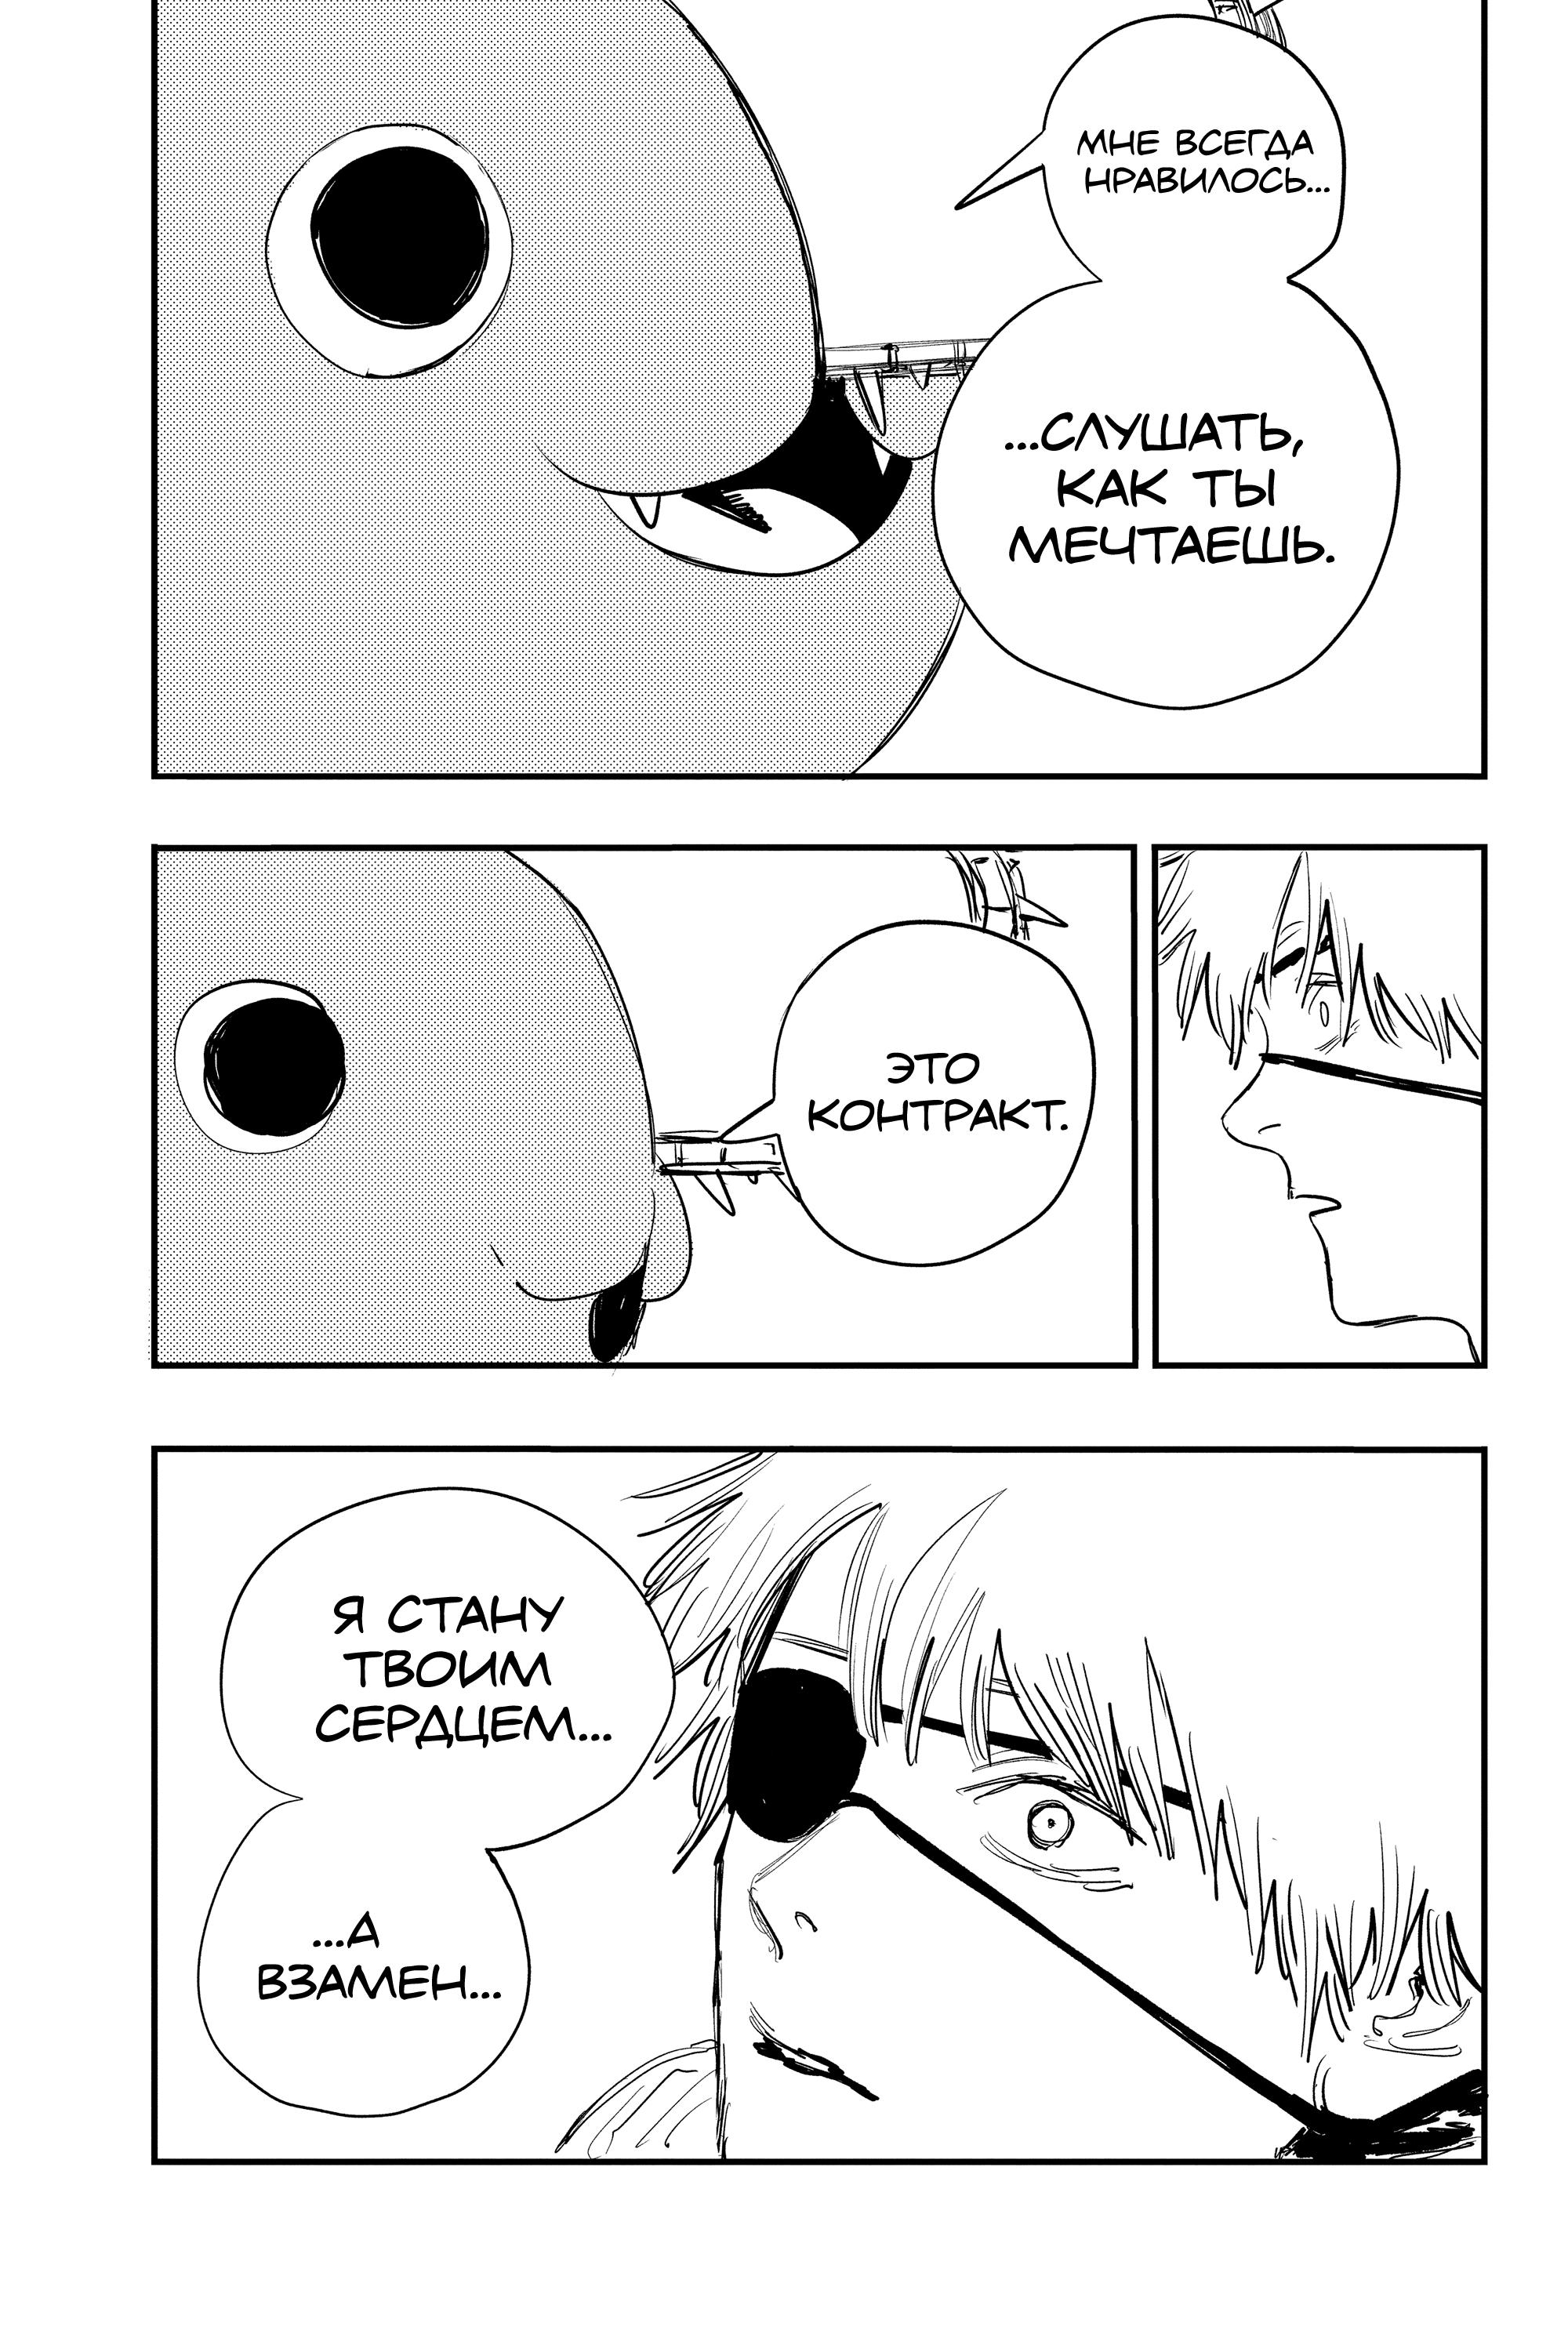 МНЕ ВСЕГДА
НРАВИЛОСЬ...
...СЛУШАТЬ,
КАК ТЫ
МЕЧТАЕШЬ.
ЭТО
КОНТРАКТ.
Я СТАНУ
ТВОИМ
СЕРДЦЕМ...
...А
ВЗАМЕН...